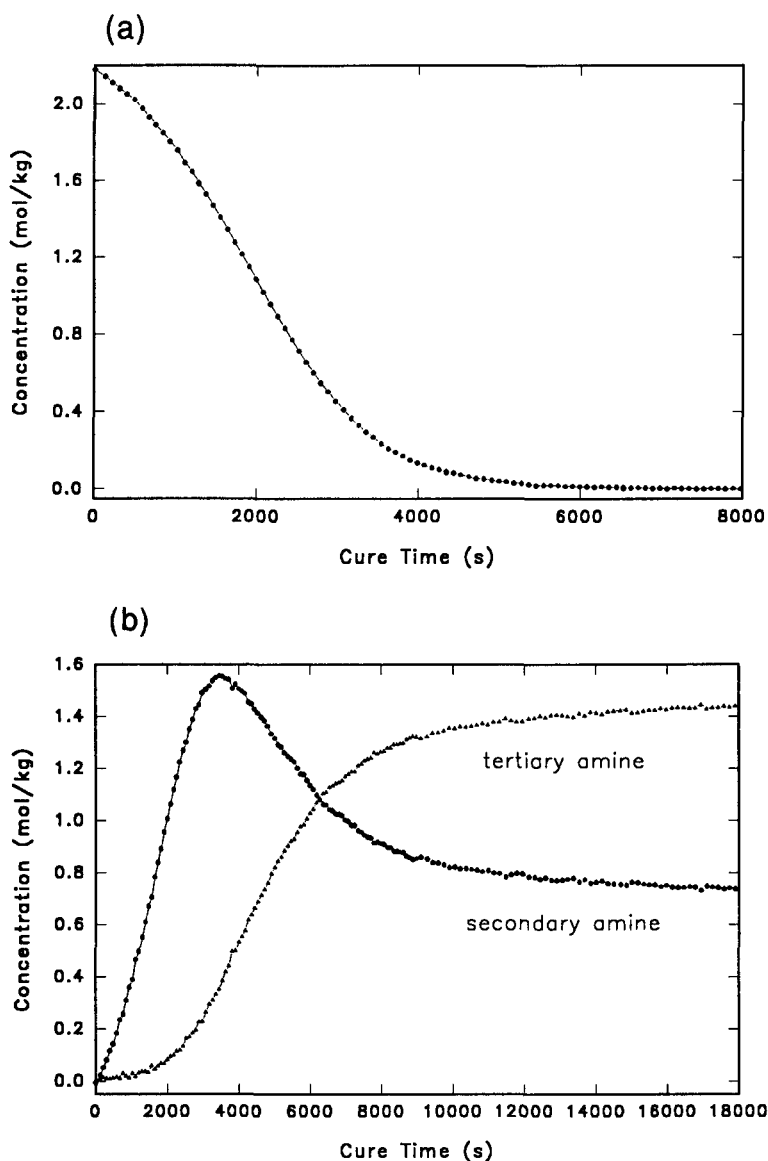 (a)
Concentration (mol/kg)
2.0
1.6
1.2
0.8
0.4
0.0
0 2000 4000 6000 8000
Cure Time (s)
(b)
Concentration (mol/kg)
1.6
1.4
1.2
1.0
0.8
0.6
0.4
0.2
0.0
tertiary amine
secondary amine
0 2000 4000 6000 8000 10000 12000 14000 16000 18000
Cure Time (s)